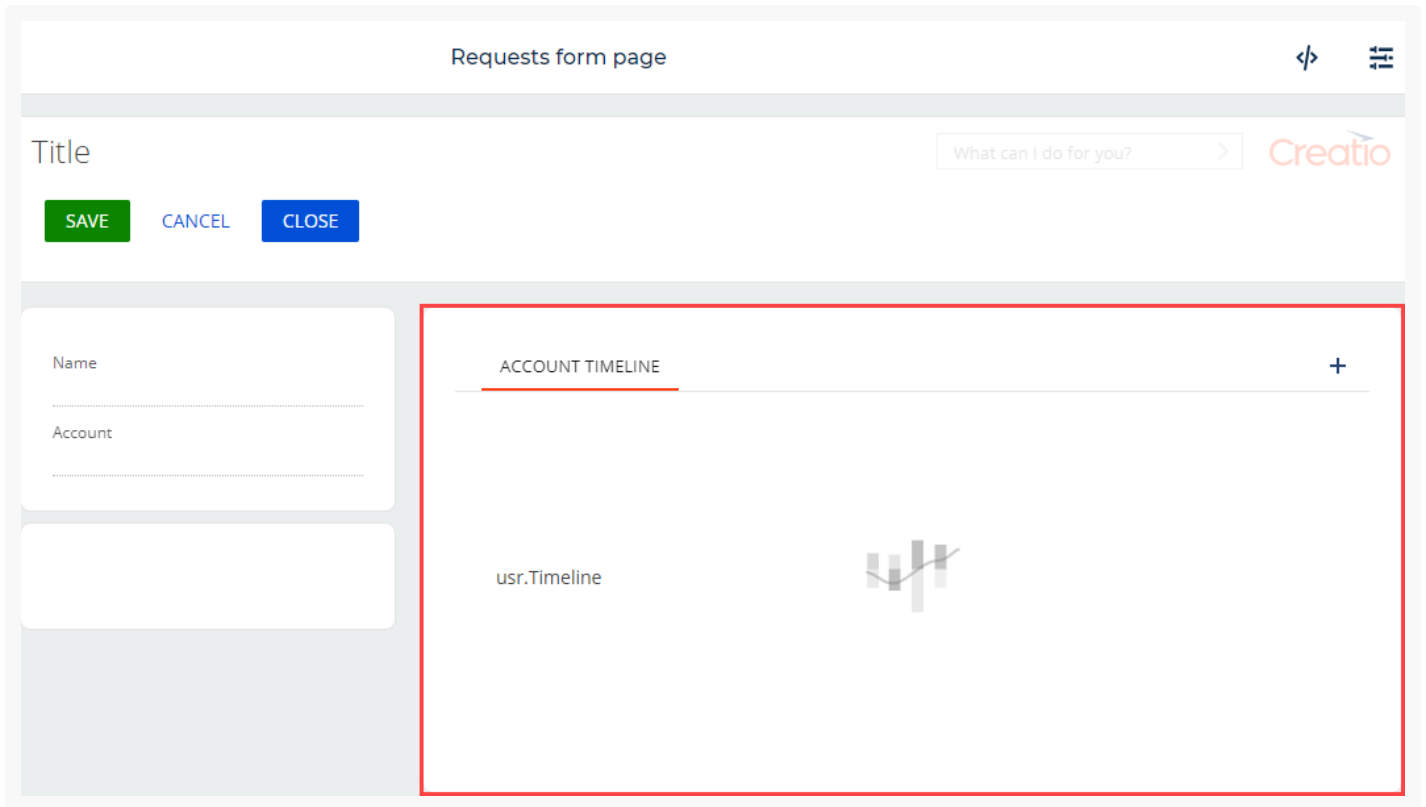 Requests form page
</>
Title
What can I do for you?
Creatio
SAVE CANCEL CLOSE
Name
Account
ACCOUNT TIMELINE
+
usr.Timeline